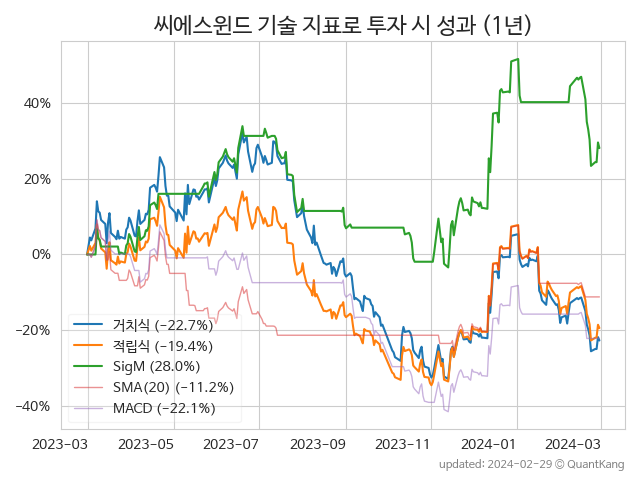 씨에스윈드 기술 지표로 투자 시 성과 (1년)
40%
20%
0%
−20%
−40%
거치식 (−22.7%)
적립식 (−19.4%)
SigM (28.0%)
SMA(20) (−11.2%)
MACD (−22.1%)
2023-03
2023-05
2023-07
2023-09
2023-11
2024-01
2024-03
updated: 2024-02-29 © QuantKang